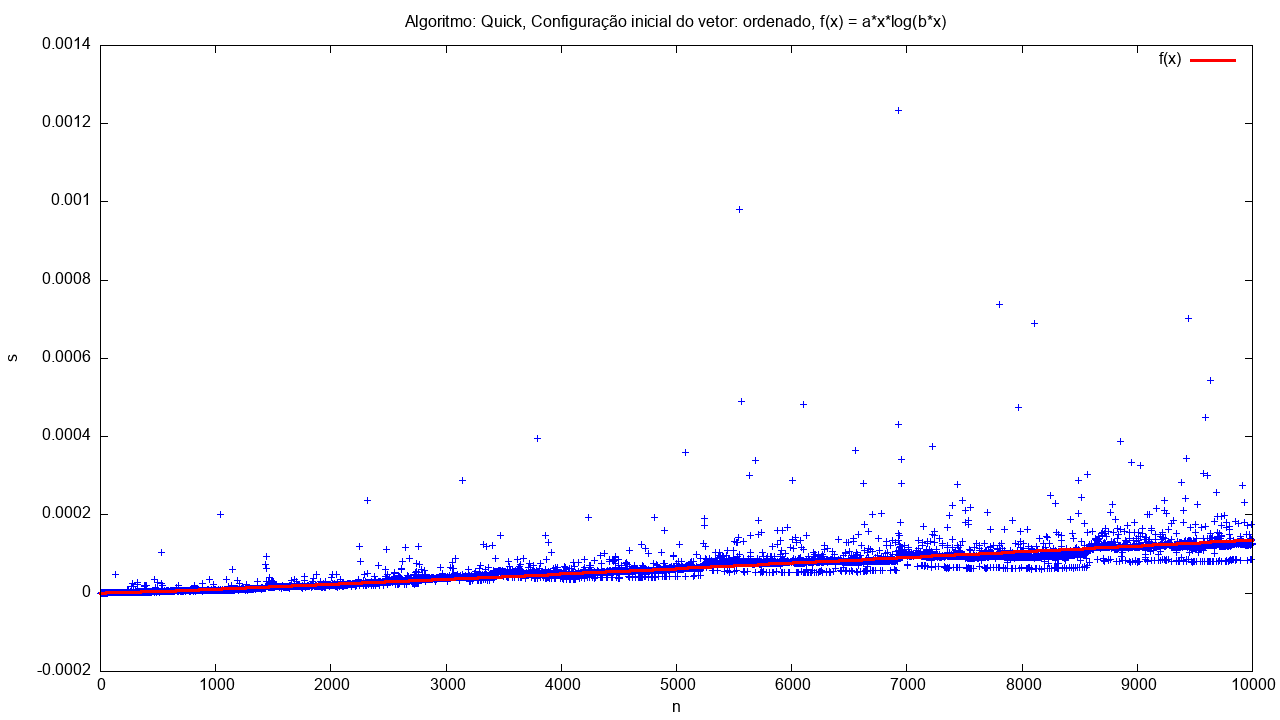 Algoritmo: Quick, Configuração inicial do vetor: ordenado, f(x) = a*x*log(b*x)
f(x)
0.0014
0.0012
0.001
0.0008
0.0006
0.0004
0.0002
0
-0.0002
s
0 1000 2000 3000 4000 5000 6000 7000 8000 9000 10000
n